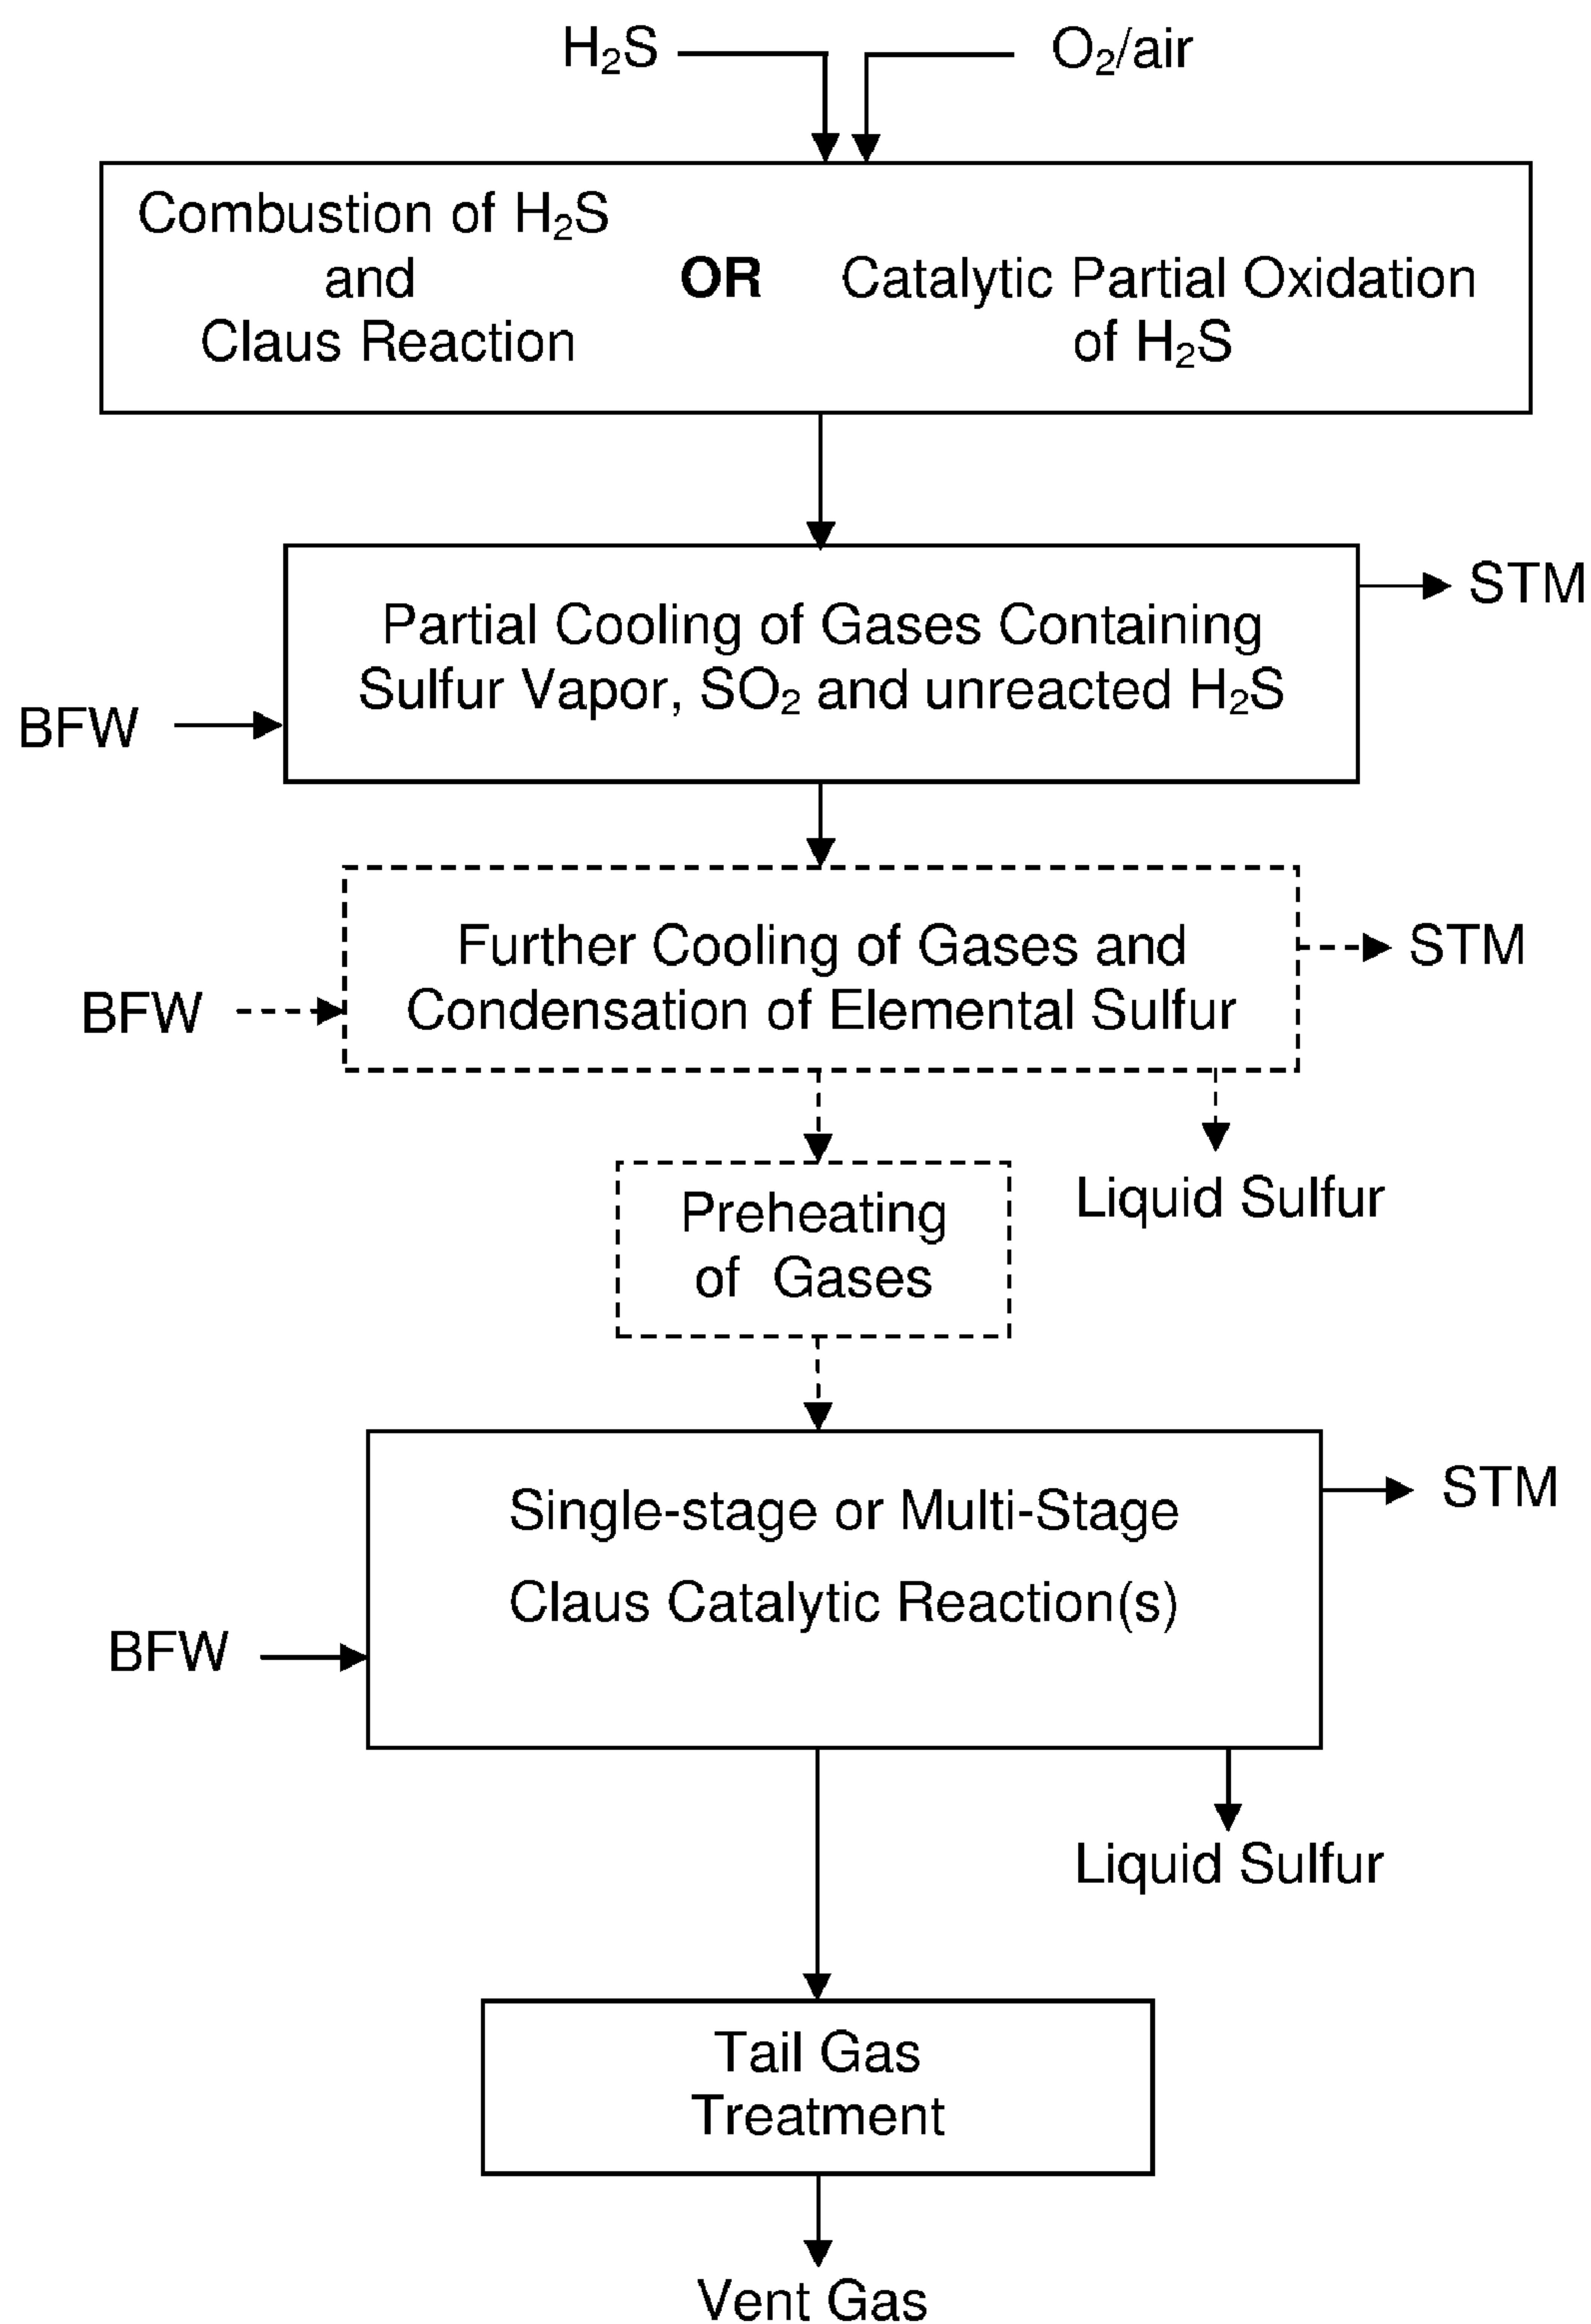 H₂S
O₂/air
Combustion of H₂S
and
Claus Reaction
OR
Catalytic Partial Oxidation
of H₂S
STM
Partial Cooling of Gases Containing
Sulfur Vapor, SO₂ and unreacted H₂S
BFW
Further Cooling of Gases and
Condensation of Elemental Sulfur
STM
BFW
Liquid Sulfur
Preheating
of Gases
STM
Single-stage or Multi-Stage
Claus Catalytic Reaction(s)
BFW
Liquid Sulfur
Tail Gas
Treatment
Vent Gas